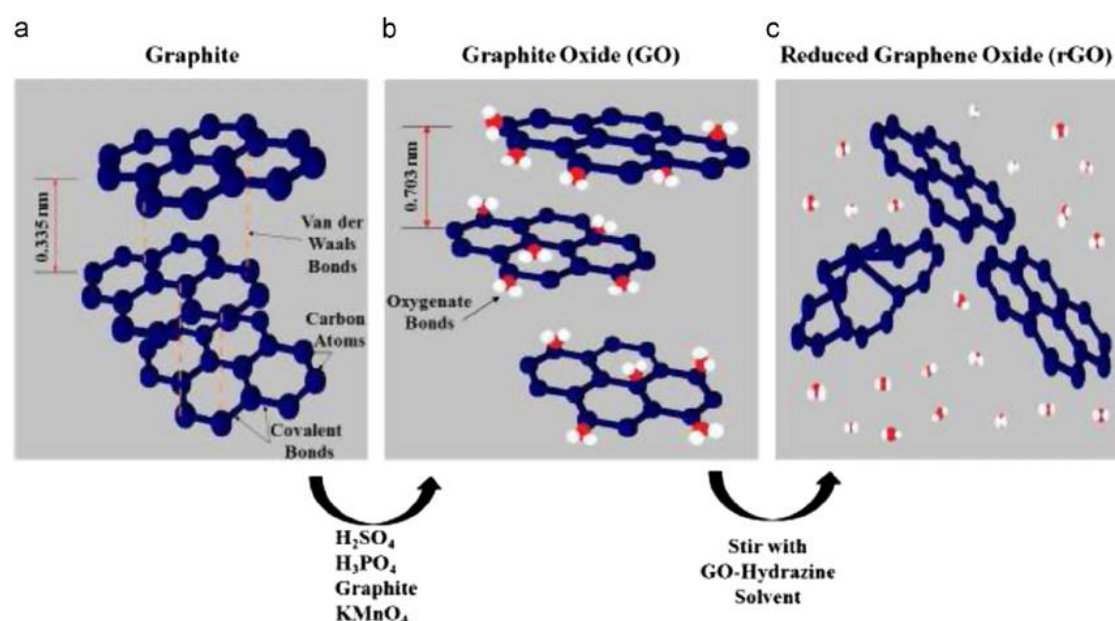 a
Graphite
0.335 nm
Van der
Waals
Bonds
Carbon
Atoms
Covalent
Bonds
H₂SO₄
H₃PO₄
Graphite
KMnO₄
b
Graphite Oxide (GO)
0.703 nm
Oxygenate
Bonds
Stir with
GO-Hydrazine
Solvent
c
Reduced Graphene Oxide (rGO)